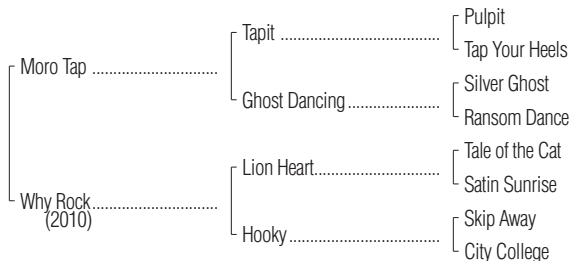 Pulpit
Tapit ........................................
Tap Your Heels
Moro Tap ...............................
Silver Ghost
Ghost Dancing.......................
Ransom Dance
Tale of the Cat
Lion Heart...............................
Satin Sunrise
Why Rock...............................
(2010)
Skip Away
Hooky......................................
City College